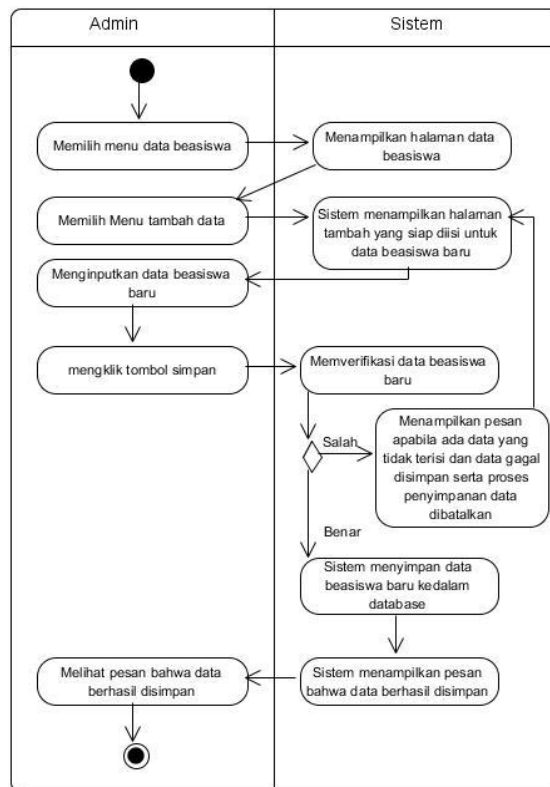 Admin
Sistem
Memilih menu data beasiswa
Menampilkan halaman data
beasiswa
Memilih Menu tambah data
Sistem menampilkan halaman
tambah yang siap diisi untuk
data beasiswa baru
Menginputkan data beasiswa
baru
mengklik tombol simpan
Memverifikasi data beasiswa
baru
Salah
Menampilkan pesan
apabila ada data yang
tidak terisi dan data gagal
disimpan serta proses
penyimpanan data
dibatalkan
Benar
Sistem menyimpan data
beasiswa baru kedalam
database
Melihat pesan bahwa data
berhasil disimpan
Sistem menampilkan pesan
bahwa data berhasil disimpan